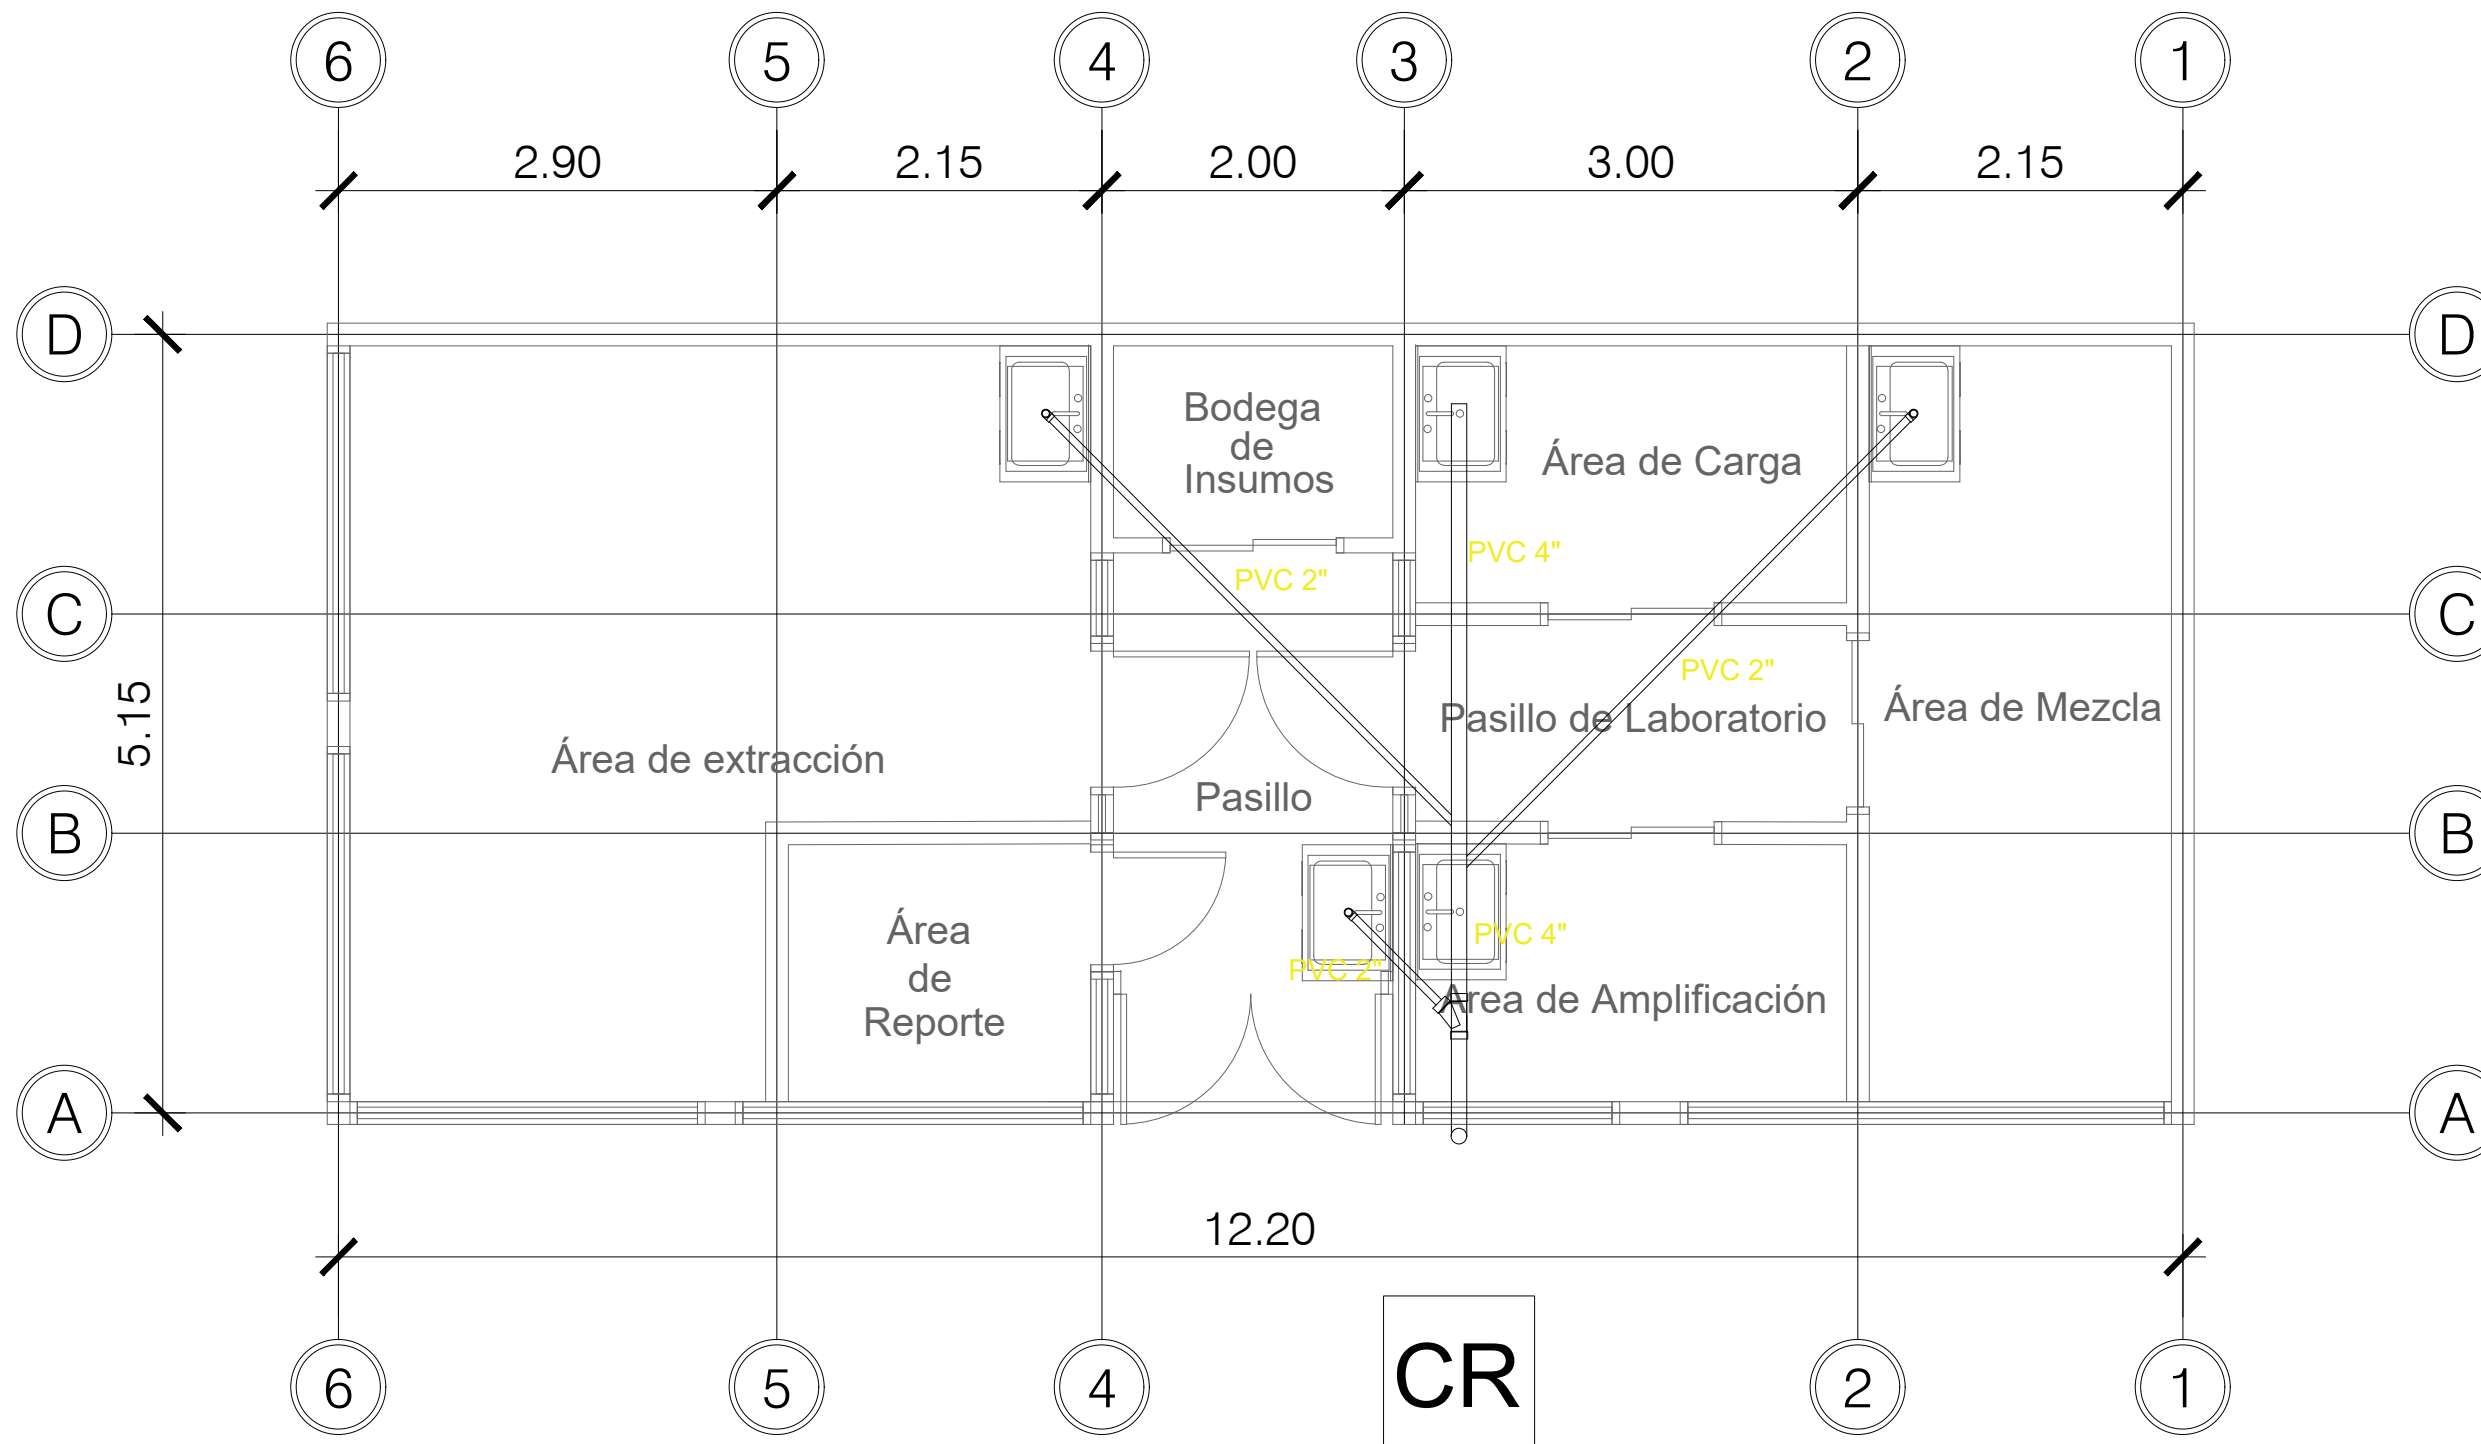 6 5 4 3 2 1
2.90 2.15 2.00 3.00 2.15
D D
Bodega
de
Insumos
Área de Carga
PVC 4"
PVC 2"
C C
PVC 2"
5.15
Pasillo de Laboratorio
Área de Mezcla
Área de extracción
Pasillo
B B
Área
de
Reporte
PVC 4"
PVC 2"
Área de Amplificación
A A
12.20
CR
6 5 4 2 1